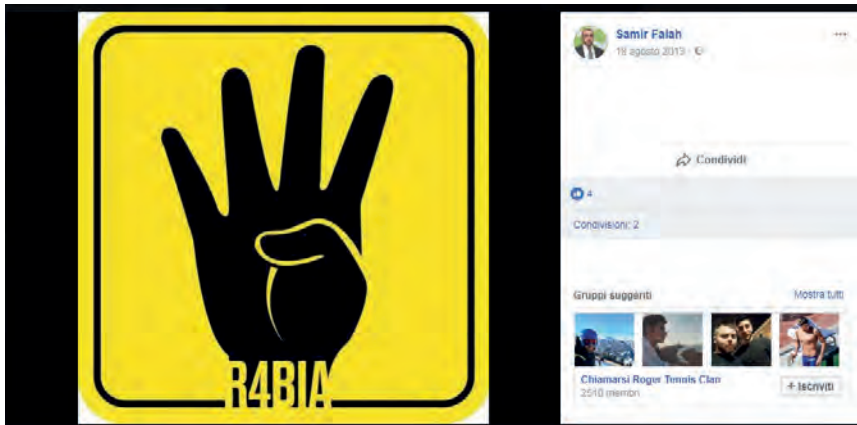 R4BIA
Samir Falah
18 agosto 2013
Condividi
4
Condivisioni: 2
Gruppi suggeriti Mostra tutti
Chiamarsi Roger Tennis Clan
2510 membri
+ Iscriviti